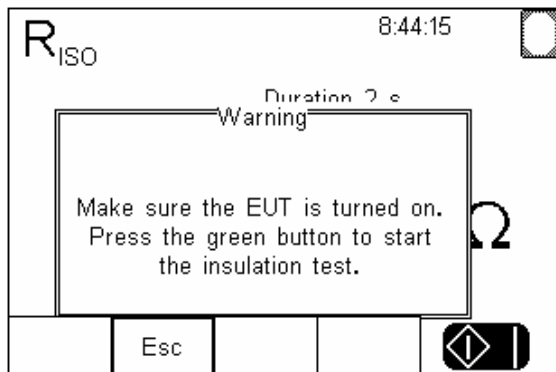 RISO
8:44:15
Duration 2 s
Warning
Make sure the EUT is turned on.
Press the green button to start
the insulation test.
Ω
Esc